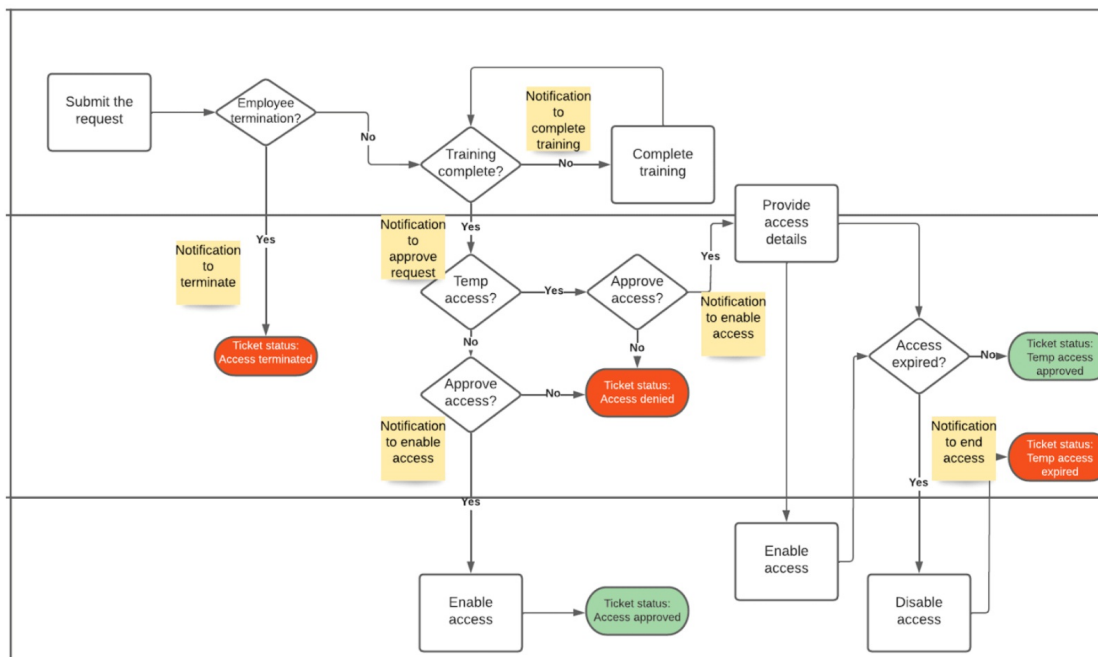 Submit the
request
Employee
termination?
No
Training
complete?
Notification
to
complete
training
No
Complete
training
Yes
Notification
to
terminate
Ticket status:
Access terminated
Yes
Notification
to
approve
request
Temp
access?
Yes
Approve
access?
Yes
Notification
to enable
access
Provide
access
details
No
No
Approve
access?
No
Ticket status:
Access denied
Notification
to enable
access
Access
expired?
No
Ticket status:
Temp access
approved
Notification
to end
access
Yes
Ticket status:
Temp access
expired
Yes
Enable
access
Ticket status:
Access approved
Enable
access
Disable
access